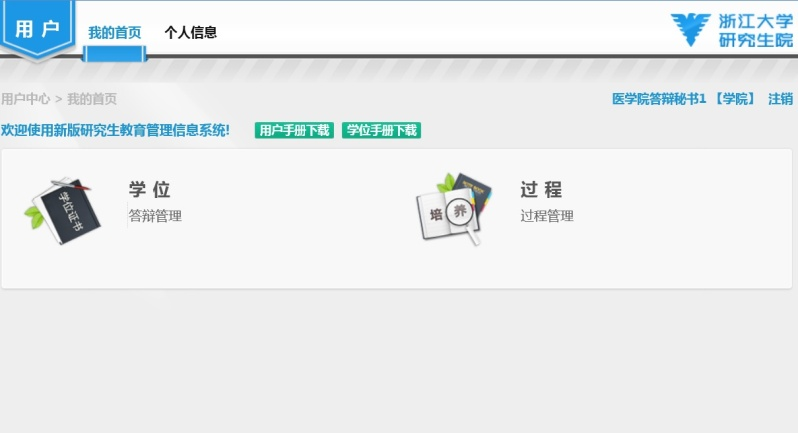 用户
我的首页 个人信息
浙江大学
研究生院
用户中心 > 我的首页
医学院答辩秘书1 【学院】 注销
欢迎使用新版研究生教育管理信息系统! 用户手册下载 学位手册下载
学位证书
学位
答辩管理
培养
过程
过程管理